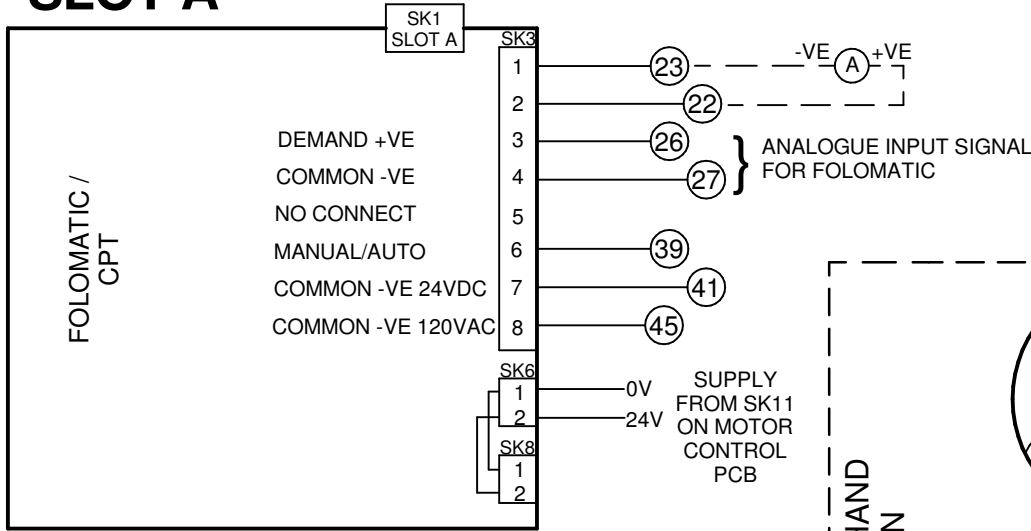 SLOT A
SK1
SLOT A
SK3
1 23 -VE A +VE
2 22
DEMAND +VE 3 26
COMMON -VE 4 27
ANALOGUE INPUT SIGNAL
FOR FOLOMATIC
NO CONNECT 5
MANUAL/AUTO 6 39
COMMON -VE 24VDC 7 41
COMMON -VE 120VAC 8 45
FOLOMATIC /
CPT
SK6
1 0V
2 24V
SUPPLY
FROM SK11
ON MOTOR
CONTROL
PCB
SK8
1
2